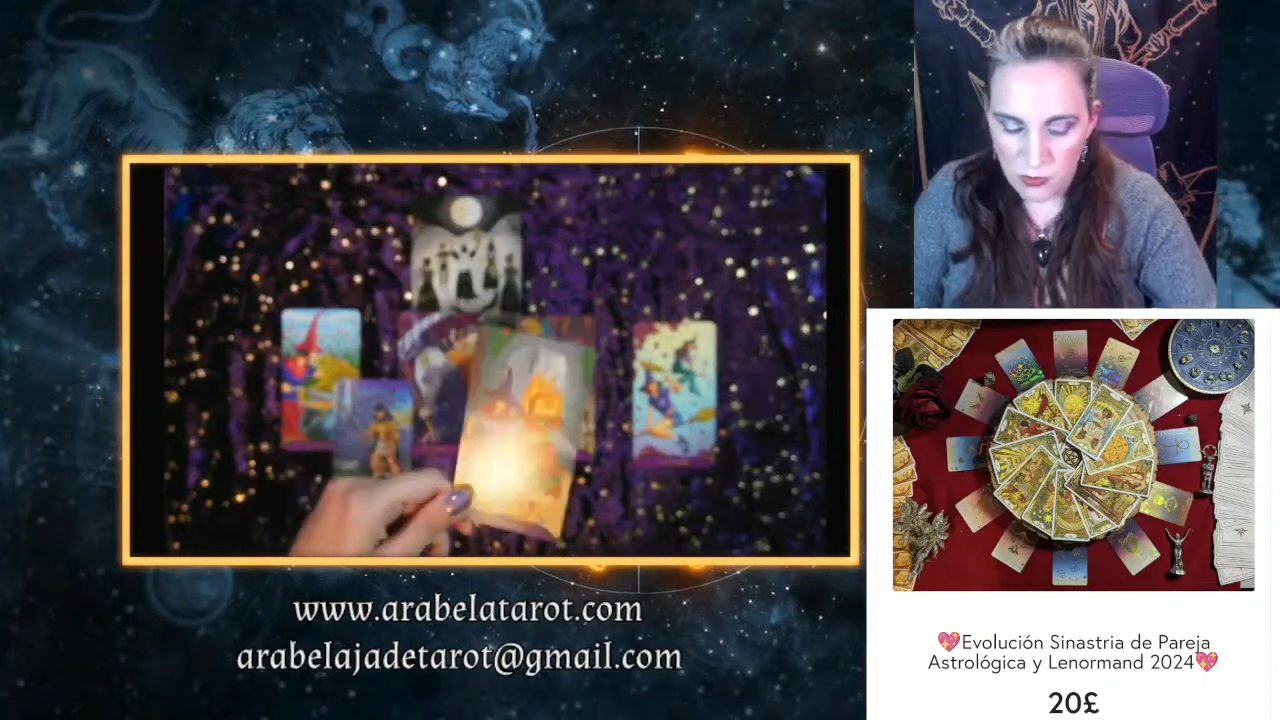 www.arabelatarot.com
arabelajadetarot@gmail.com
💖Evolución Sinastria de Pareja
Astrológica y Lenormand 2024💖
20£